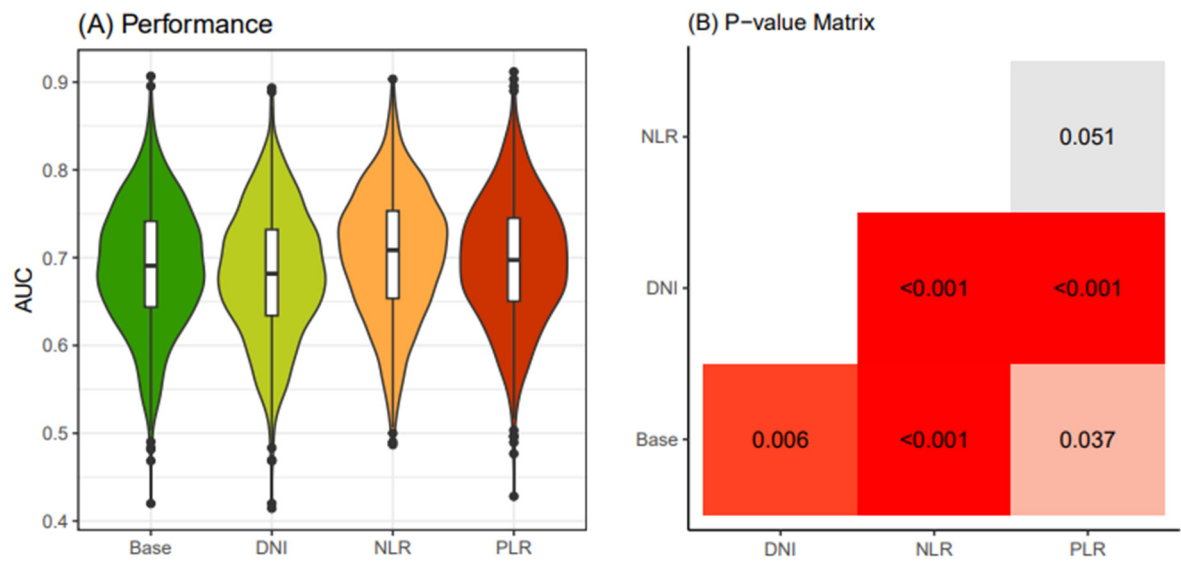 (A) Performance
AUC
0.9
0.8
0.7
0.6
0.5
0.4
Base DNI NLR PLR
(B) P−value Matrix
NLR 0.051
DNI <0.001 <0.001
Base 0.006 <0.001 0.037
DNI NLR PLR